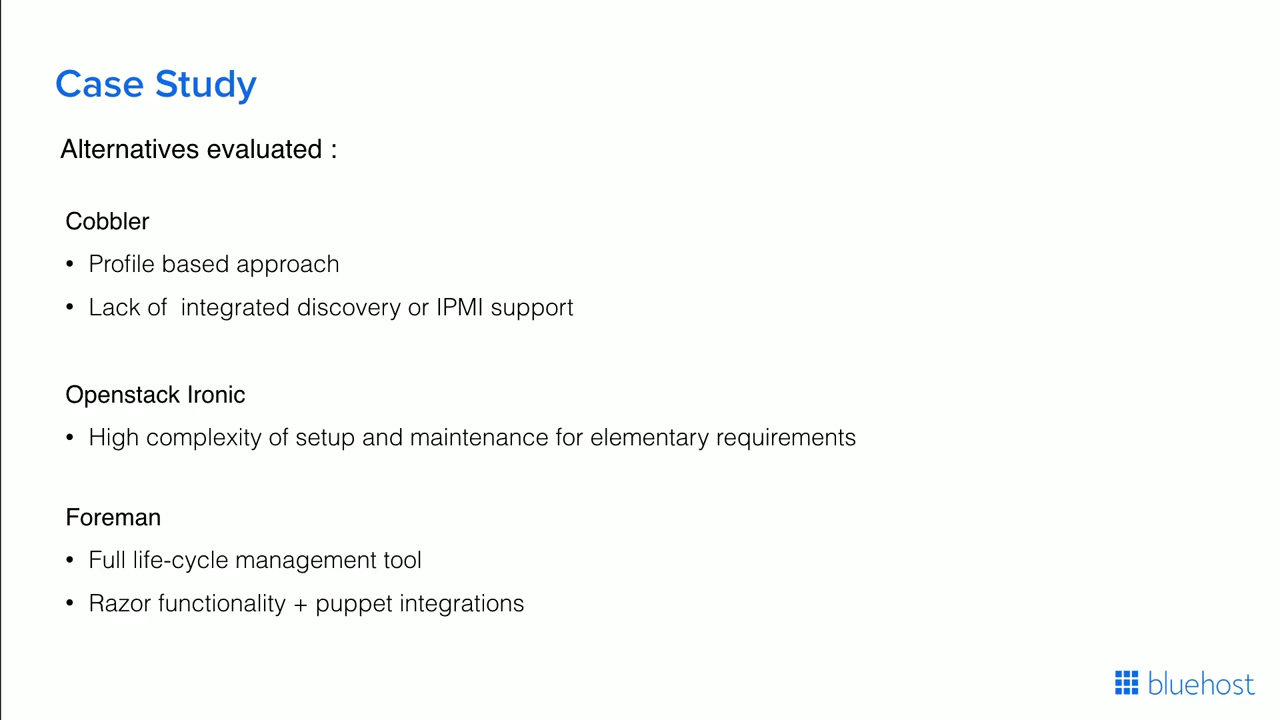 Case Study
Alternatives evaluated :
Cobbler
• Profile based approach
• Lack of  integrated discovery or IPMI support
Openstack Ironic
• High complexity of setup and maintenance for elementary requirements
Foreman
• Full life-cycle management tool
• Razor functionality + puppet integrations
bluehost